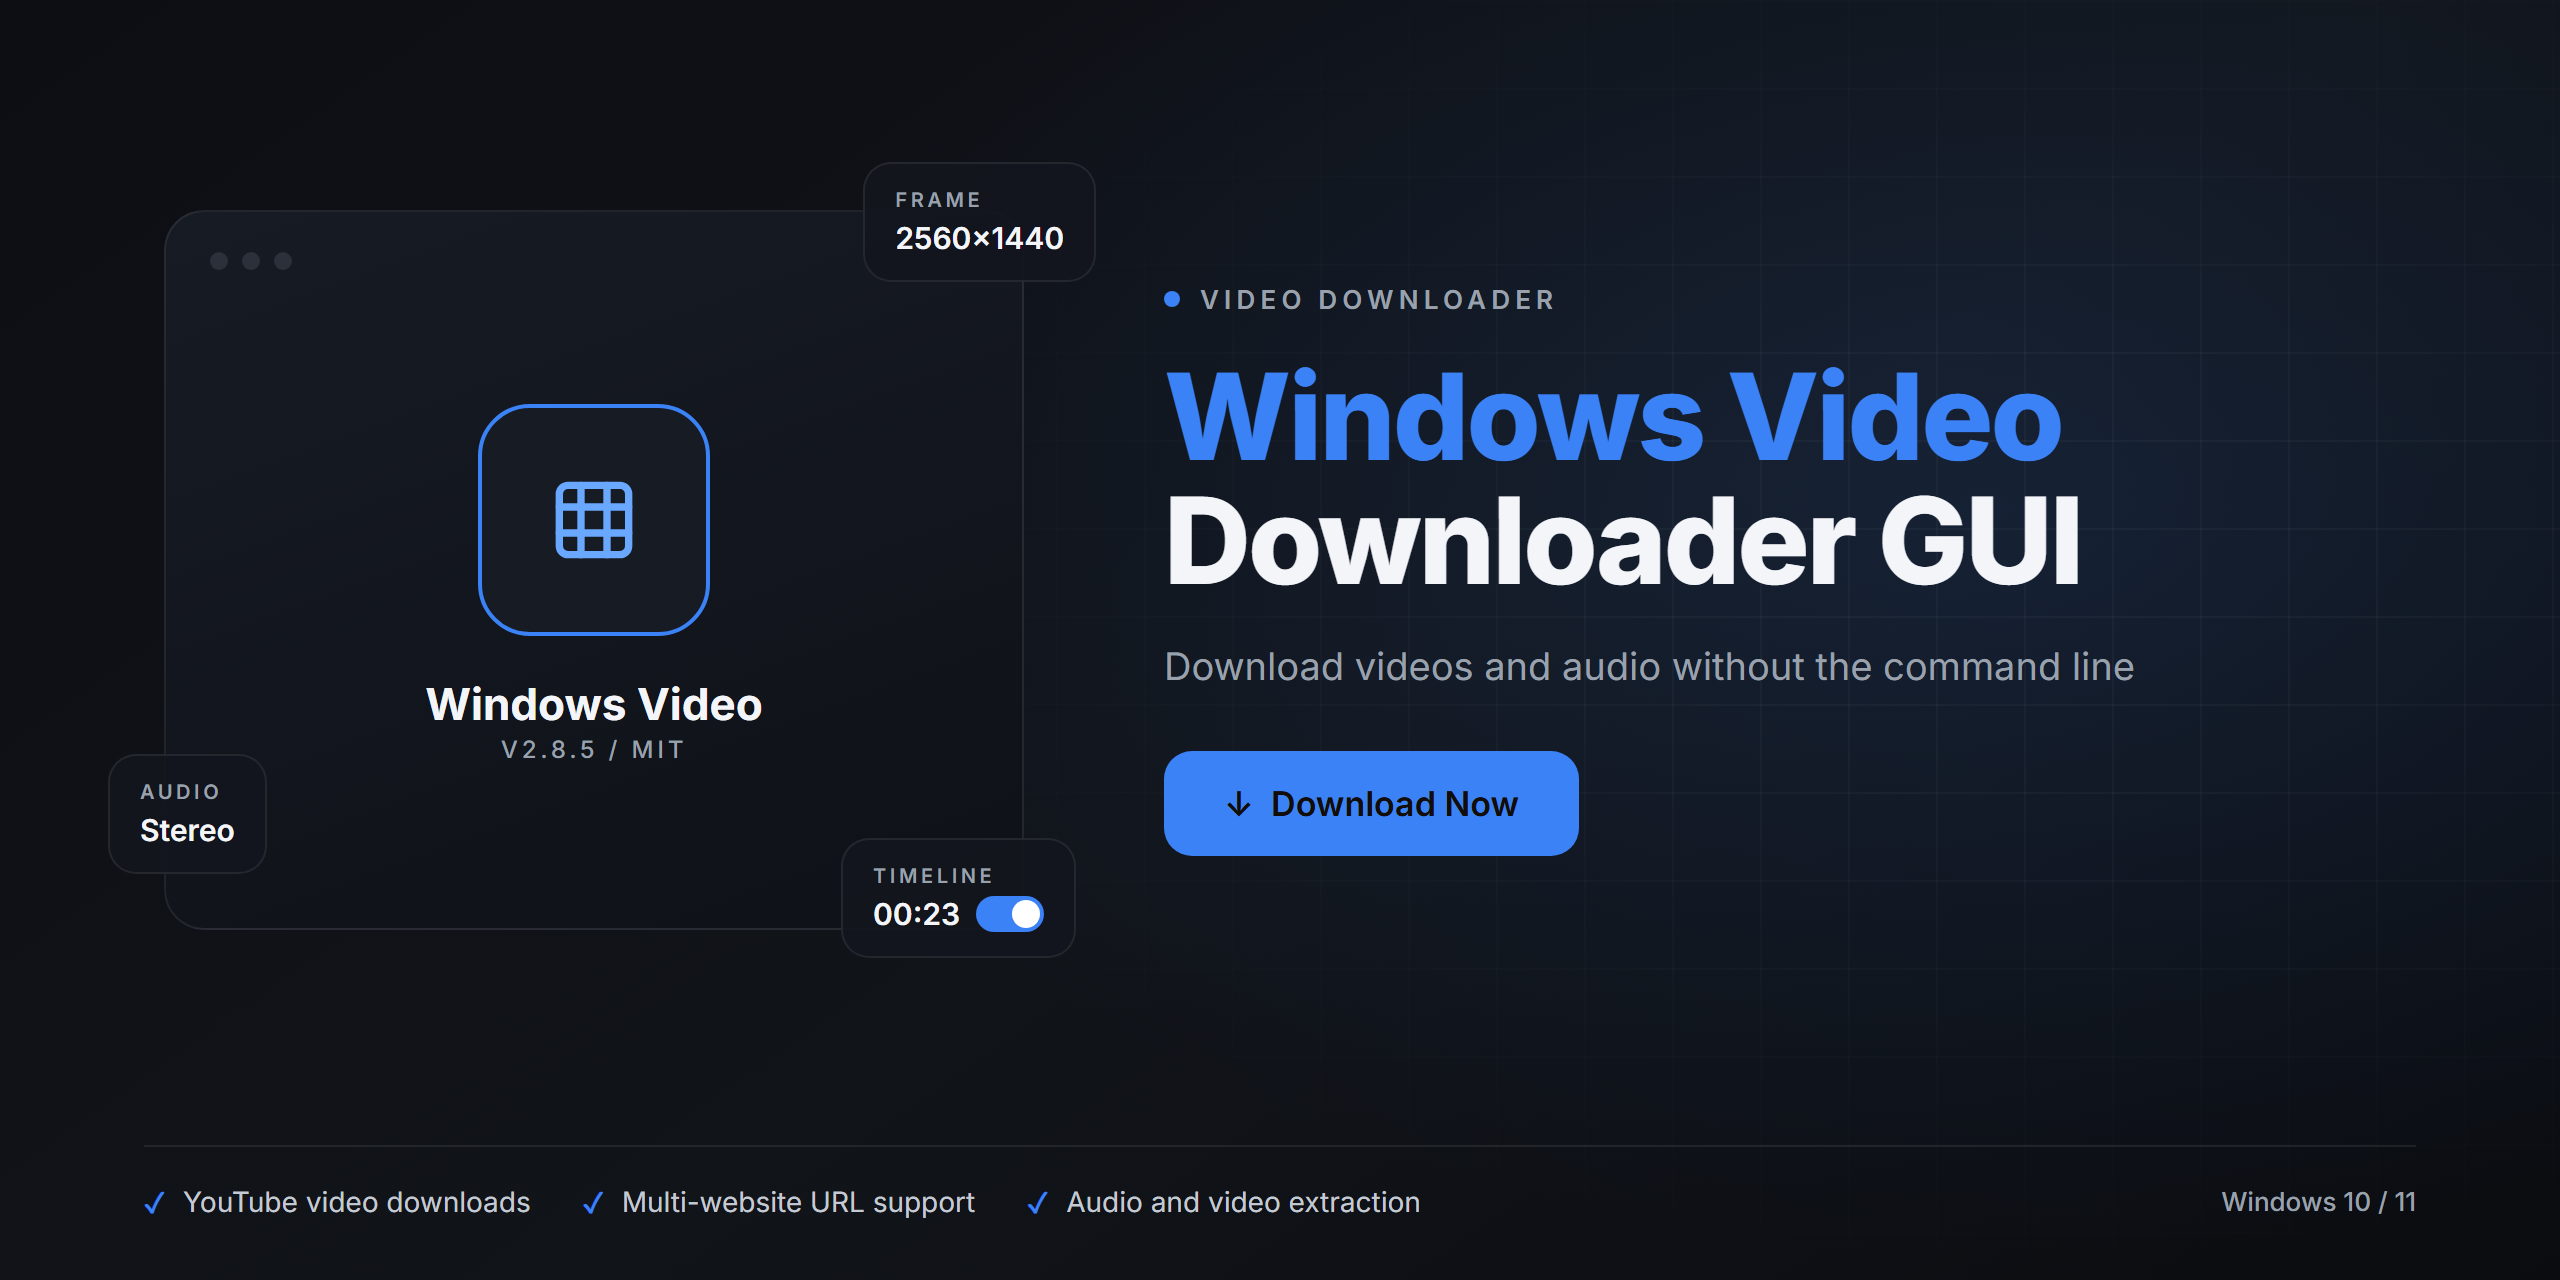 FRAME
2560×1440
Windows Video
V2.8.5 / MIT
AUDIO
Stereo
TIMELINE
00:23
VIDEO DOWNLOADER
Windows Video
Downloader GUI
Download videos and audio without the command line
↓ Download Now
✓ YouTube video downloads
✓ Multi-website URL support
✓ Audio and video extraction
Windows 10 / 11